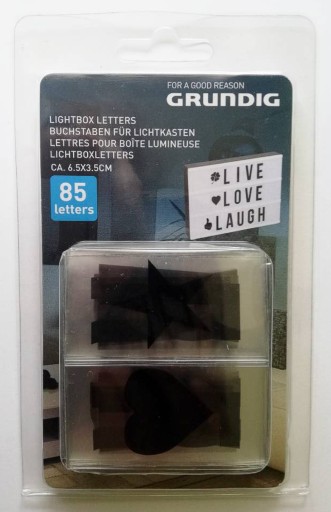 FOR A GOOD REASON
GRUNDIG
LIGHTBOX LETTERS
BUCHSTABEN FÜR LICHTKASTEN
LETTRES POUR BOÎTE LUMINEUSE
LICHTBOXLETTERS
CA. 6.5X3.5CM
85
letters
LIVE
LOVE
LAUGH